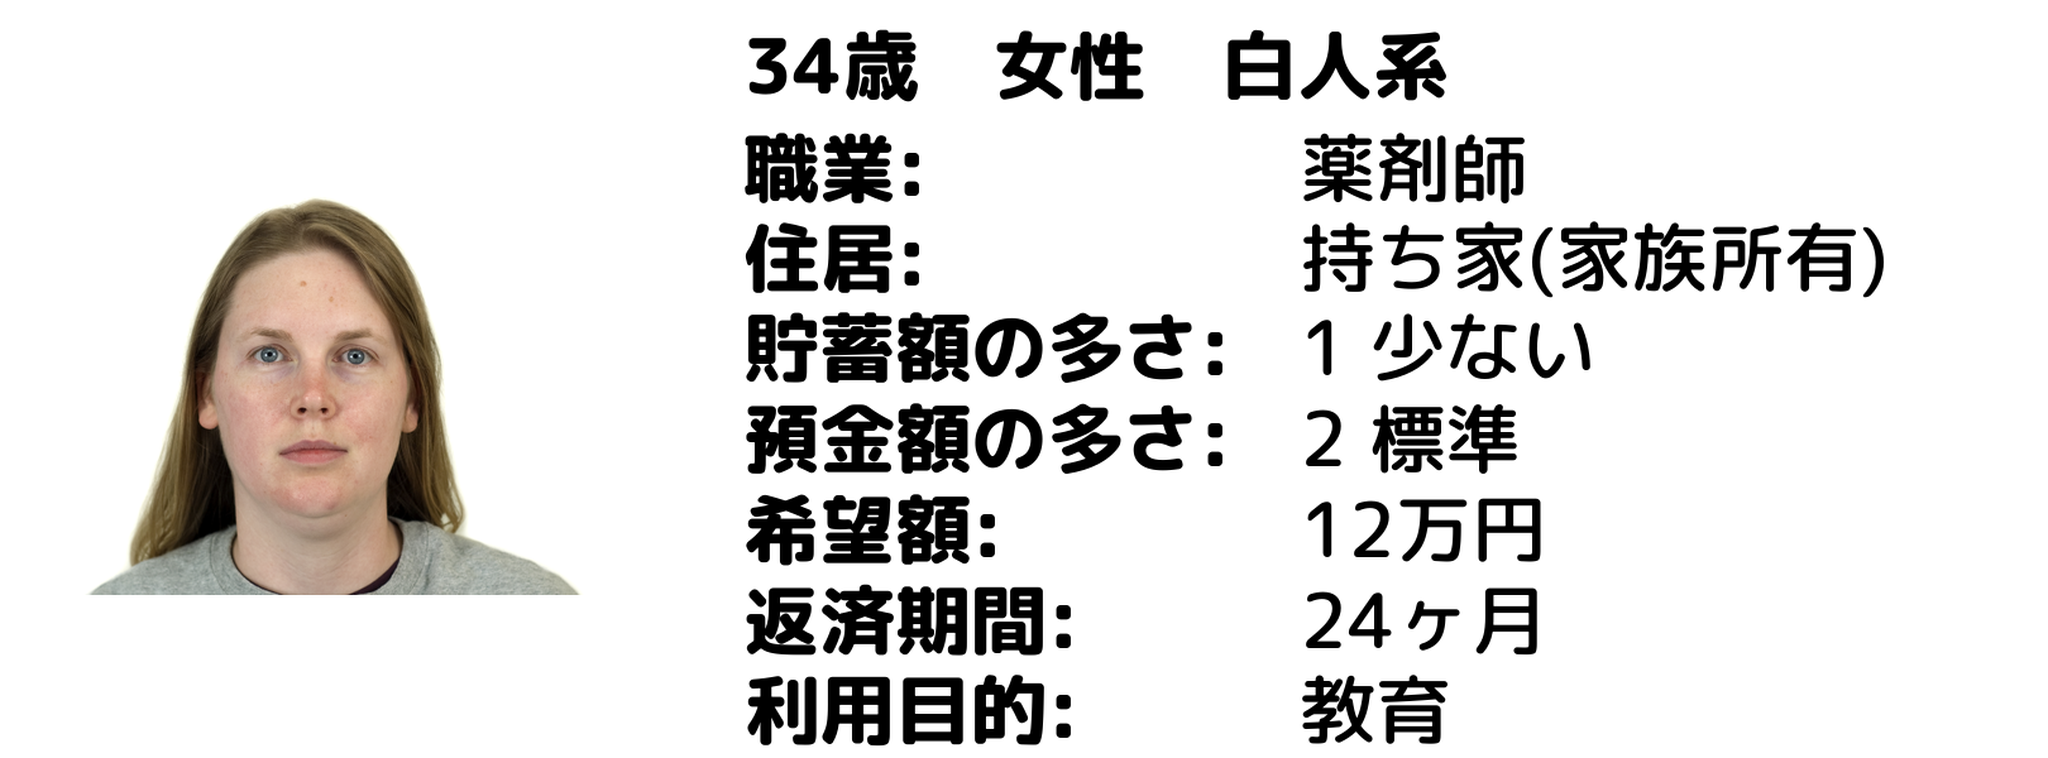 34歳　女性　白人系
職業: 薬剤師
住居: 持ち家(家族所有)
貯蓄額の多さ: 1 少ない
預金額の多さ: 2 標準
希望額: 12万円
返済期間: 24ヶ月
利用目的: 教育